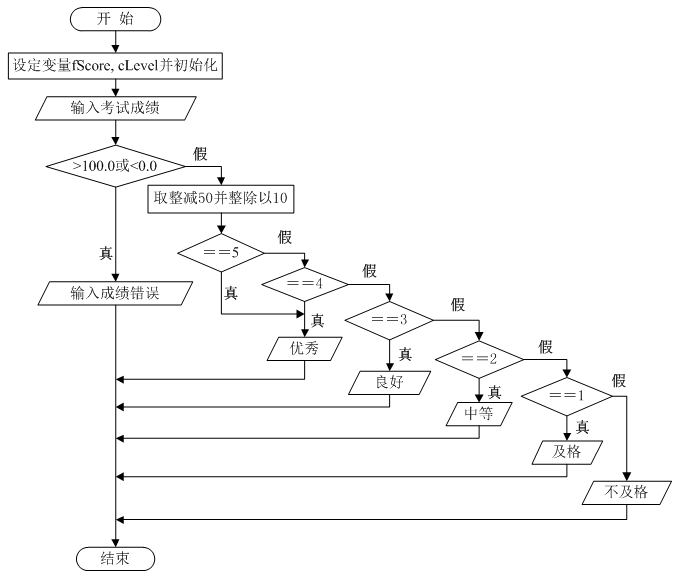 开 始
设定变量fScore, cLevel并初始化
输入考试成绩
>100.0或<0.0
假
取整减50并整除以10
真
==5
假
输入成绩错误
真
==4
假
真
==3
假
优秀
真
==2
假
良好
真
==1
假
中等
真
及格
不及格
结束